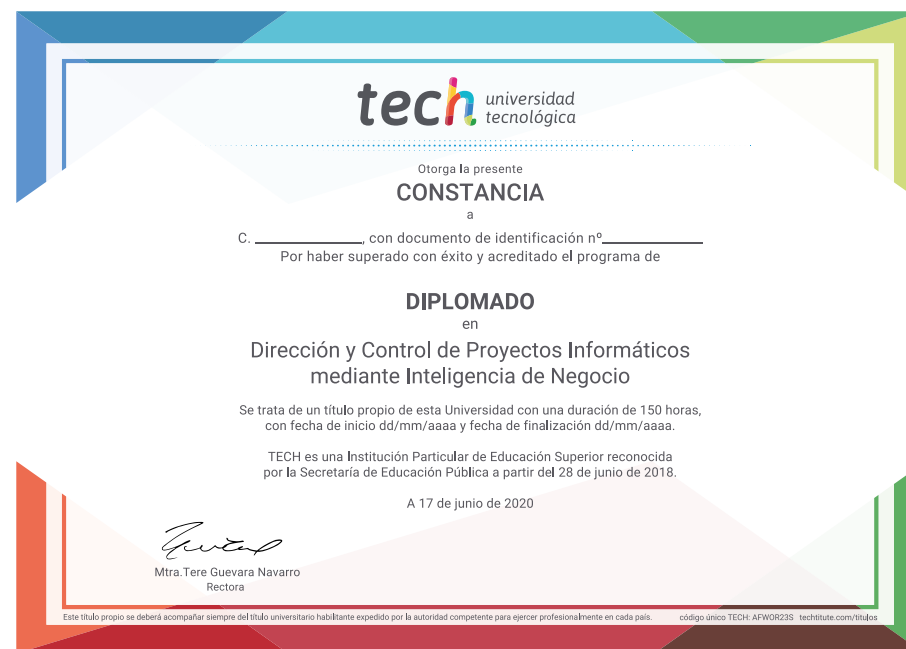 tech universidad
tecnológica
Otorga la presente
CONSTANCIA
a
C. ____________, con documento de identificación nº____________
Por haber superado con éxito y acreditado el programa de
DIPLOMADO
en
Dirección y Control de Proyectos Informáticos
mediante Inteligencia de Negocio
Se trata de un título propio de esta Universidad con una duración de 150 horas,
con fecha de inicio dd/mm/aaaa y fecha de finalización dd/mm/aaaa.
TECH es una Institución Particular de Educación Superior reconocida
por la Secretaría de Educación Pública a partir del 28 de junio de 2018.
A 17 de junio de 2020
Mtra.Tere Guevara Navarro
Rectora
Este título propio se deberá acompañar siempre del título universitario habilitante expedido por la autoridad competente para ejercer profesionalmente en cada país. código único TECH: AFWOR23S techtitute.com/titulos